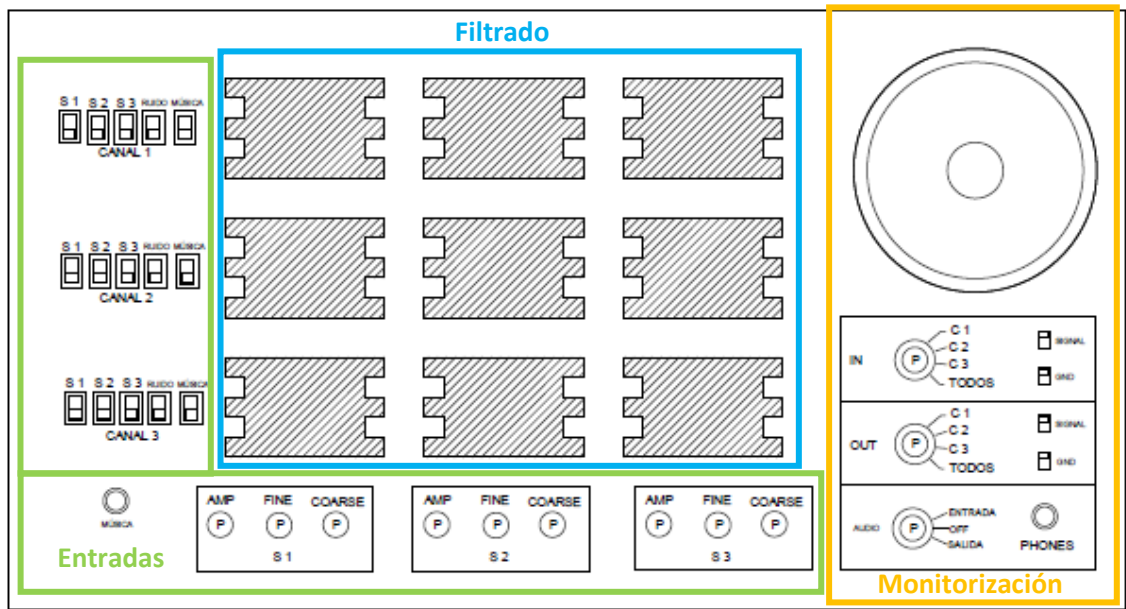 Filtrado
S 1 S 2 S 3 RUIDO MÚSICA
CANAL 1
S 1 S 2 S 3 RUIDO MÚSICA
CANAL 2
S 1 S 2 S 3 RUIDO MÚSICA
CANAL 3
MÚSICA
Entradas
AMP FINE COARSE
P P P
S 1
AMP FINE COARSE
P P P
S 2
AMP FINE COARSE
P P P
S 3
IN
P
C 1
C 2
C 3
TODOS
SIGNAL
GND
OUT
P
C 1
C 2
C 3
TODOS
SIGNAL
GND
AUDIO
P
ENTRADA
OFF
SALIDA
PHONES
Monitorización